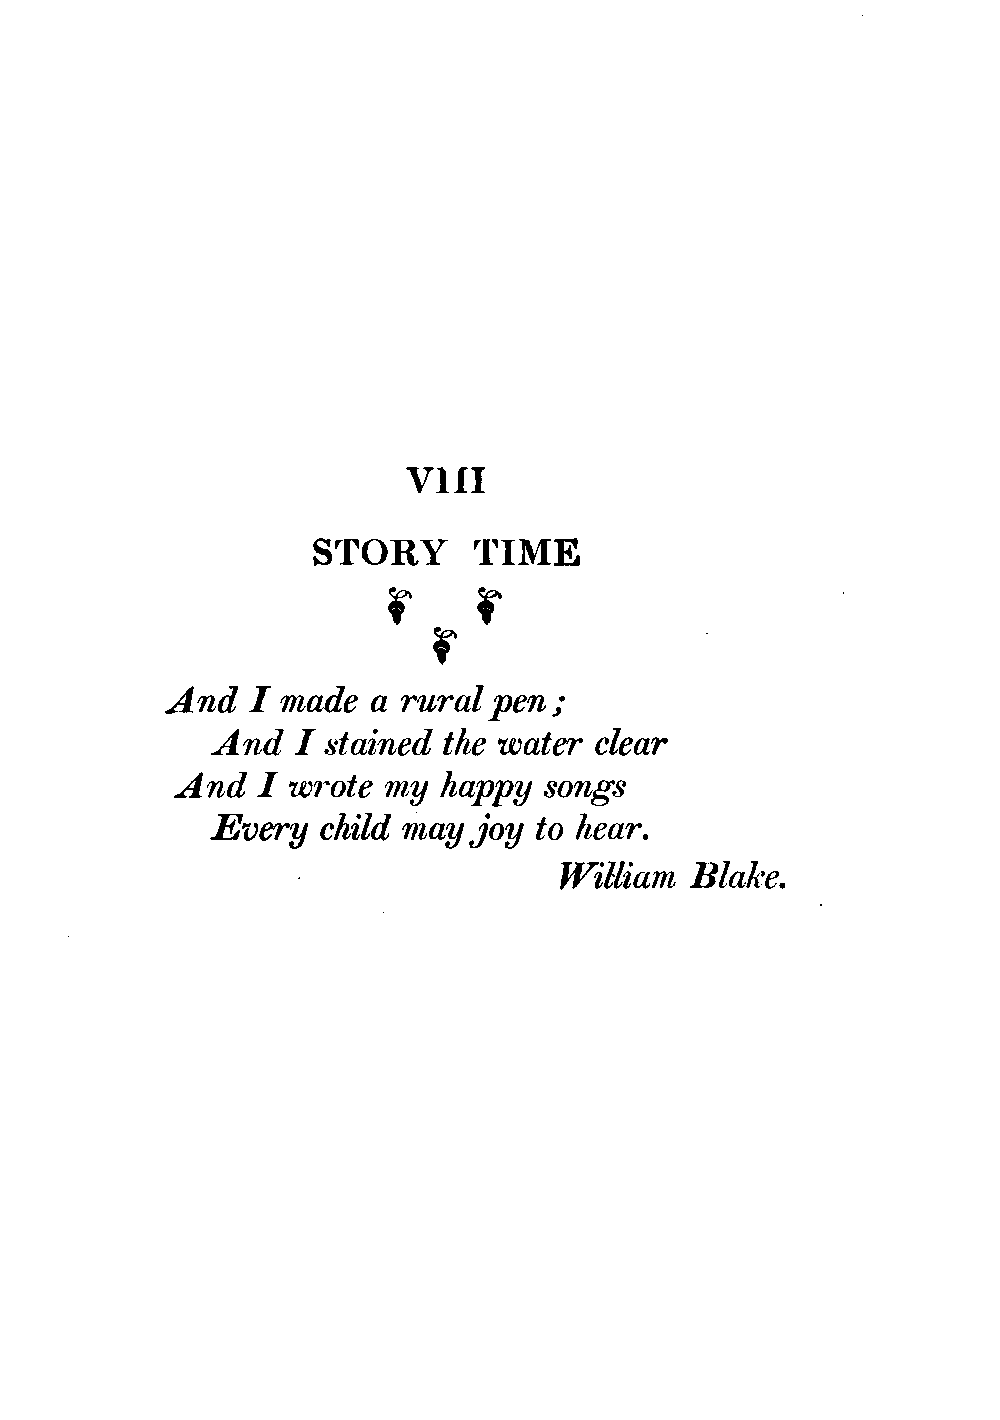 VIII
STORY TIME
And I made a rural pen;
And I stained the water clear
And I wrote my happy songs
Every child may joy to hear.
William Blake.